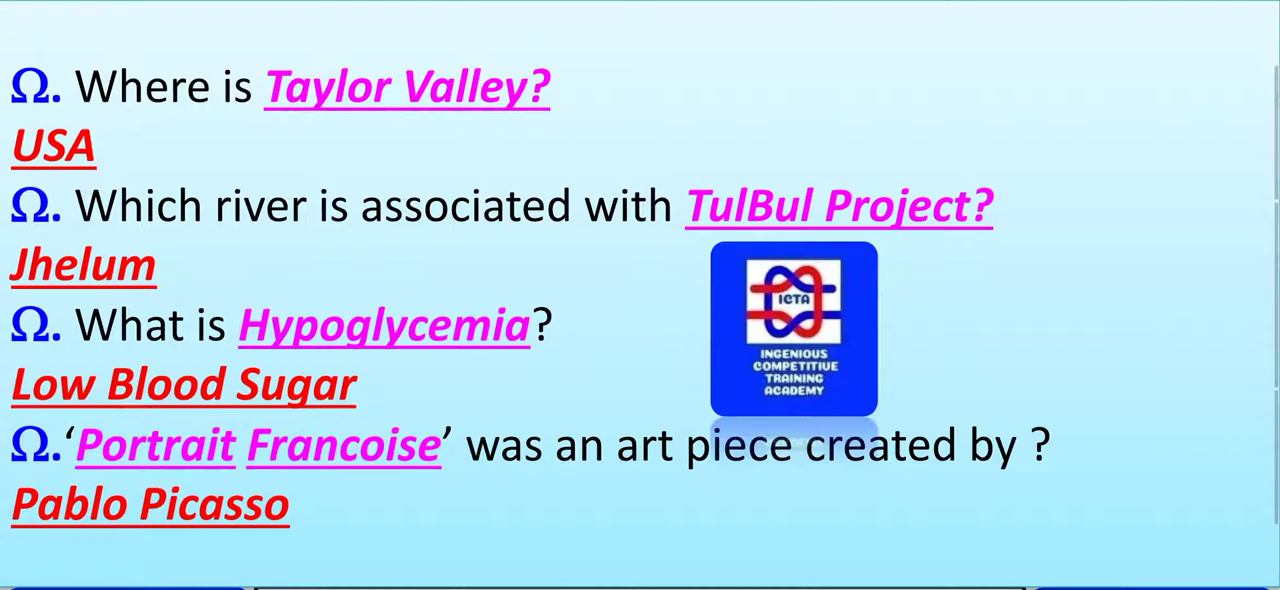 Ω. Where is Taylor Valley?
USA
Ω. Which river is associated with TulBul Project?
Jhelum
Ω. What is Hypoglycemia?
Low Blood Sugar
Ω.‘Portrait Francoise’ was an art piece created by ?
Pablo Picasso
ICTA
INGENIOUS
COMPETITIVE
TRAINING
ACADEMY